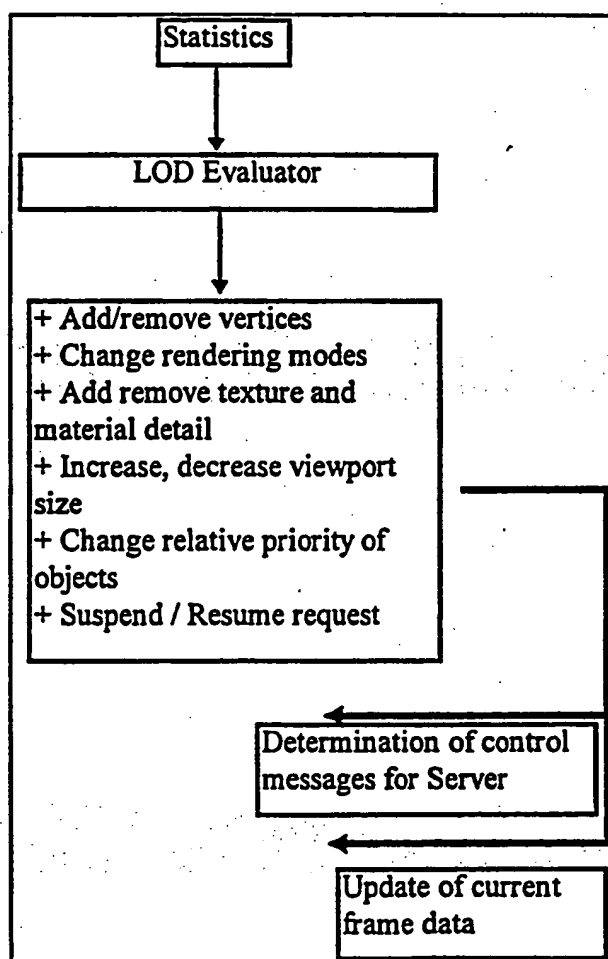 Statistics
LOD Evaluator
+ Add/remove vertices
+ Change rendering modes
+ Add remove texture and
material detail
+ Increase, decrease viewport
size
+ Change relative priority of
objects
+ Suspend / Resume request
Determination of control
messages for Server
Update of current
frame data